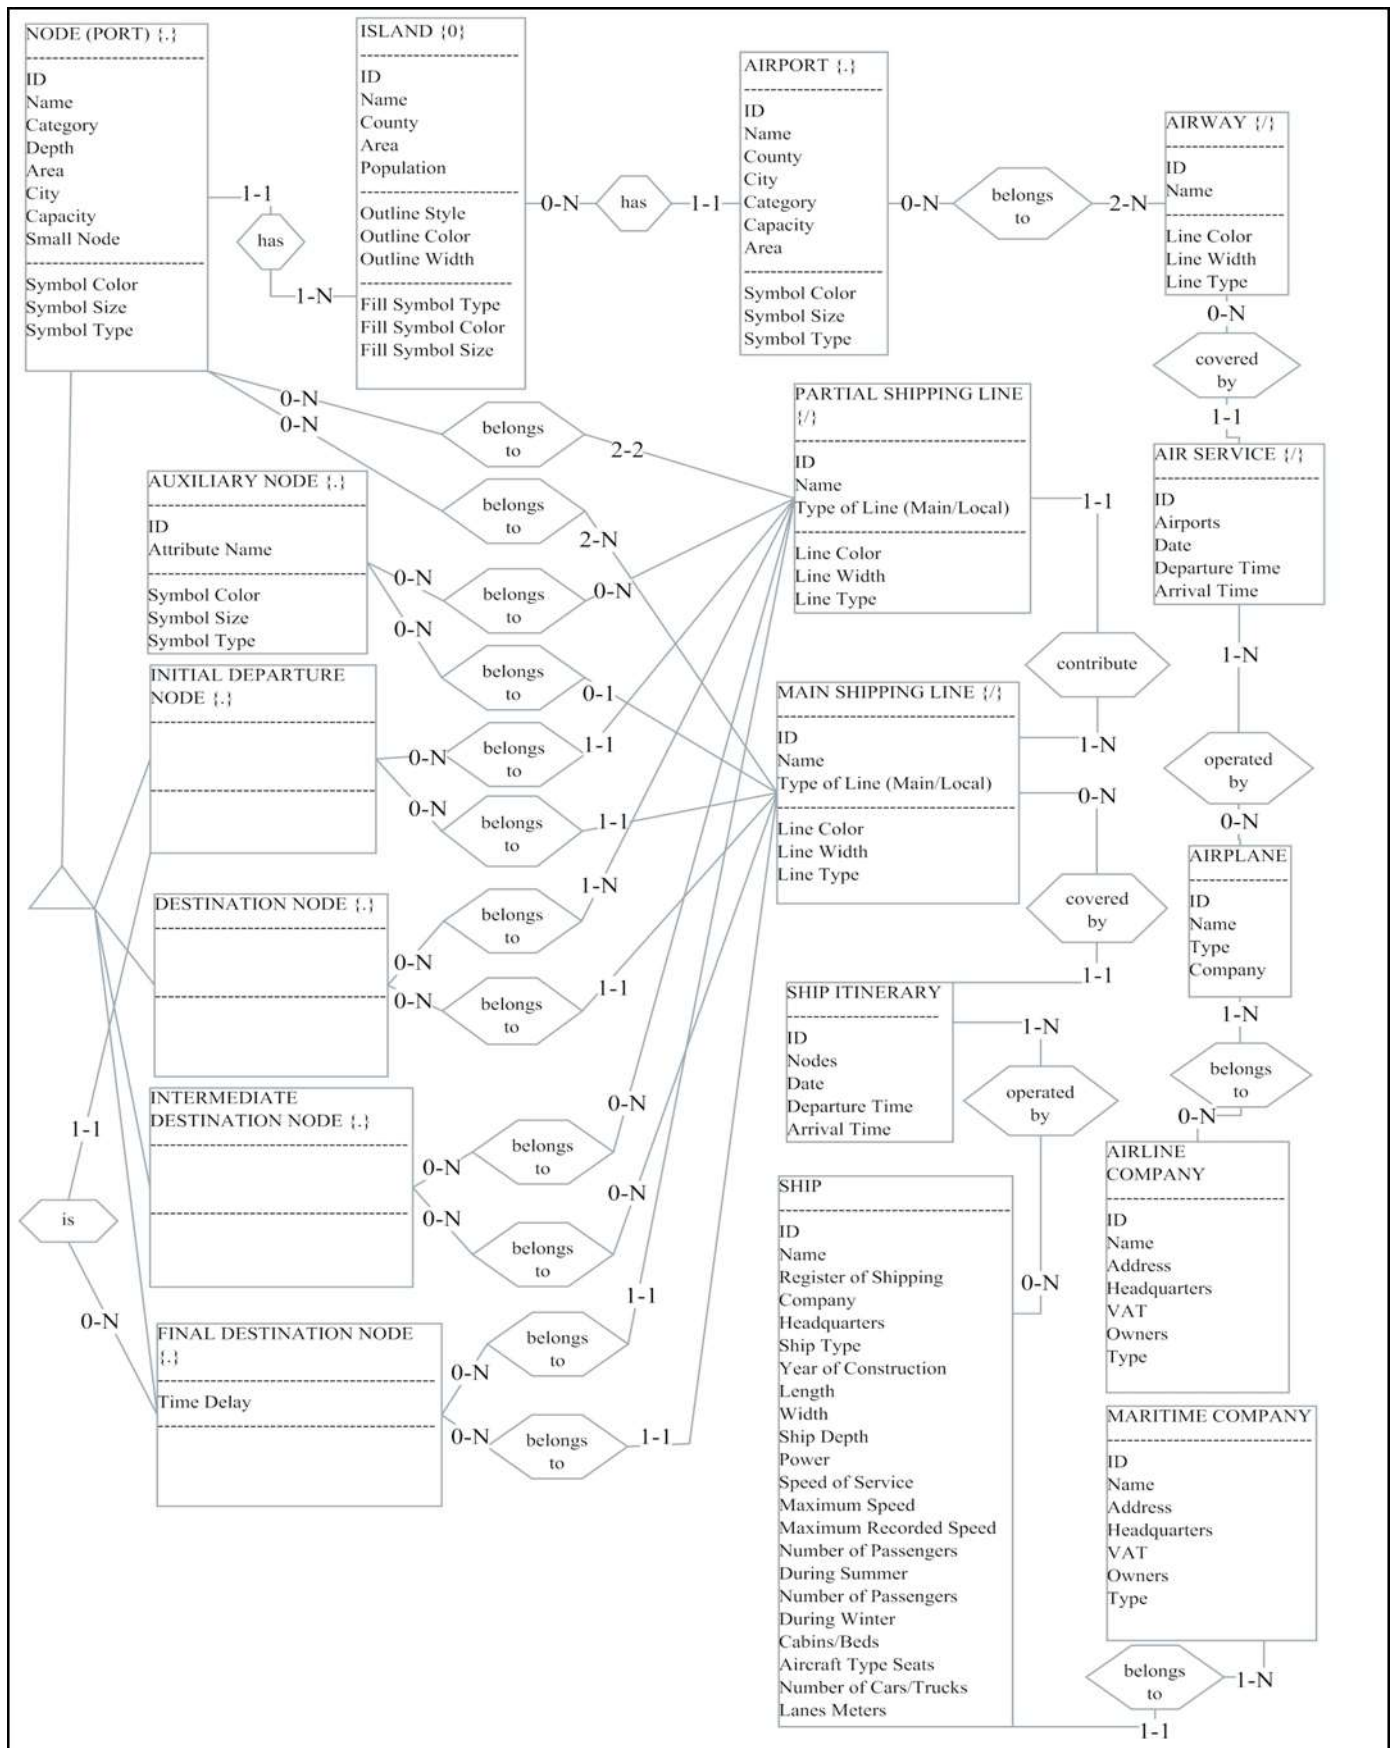 NODE (PORT) {.}
ID
Name
Category
Depth
Area
City
Capacity
Small Node
Symbol Color
Symbol Size
Symbol Type
1-1
has
1-N
ISLAND {0}
ID
Name
County
Area
Population
Outline Style
Outline Color
Outline Width
Fill Symbol Type
Fill Symbol Color
Fill Symbol Size
0-N
has
1-1
AIRPORT {.}
ID
Name
County
City
Category
Capacity
Area
Symbol Color
Symbol Size
Symbol Type
0-N
belongs
to
2-N
AIRWAY {/}
ID
Name
Line Color
Line Width
Line Type
0-N
covered
by
1-1
AIR SERVICE {/}
ID
Airports
Date
Departure Time
Arrival Time
1-N
operated
by
0-N
AIRPLANE
ID
Name
Type
Company
1-N
belongs
to
0-N
AIRLINE
COMPANY
ID
Name
Address
Headquarters
VAT
Owners
Type
0-N
belongs
to
2-2
0-N
belongs
to
2-N
PARTIAL SHIPPING LINE
{/}
ID
Name
Type of Line (Main/Local)
Line Color
Line Width
Line Type
1-1
contribute
1-N
AUXILIARY NODE {.}
ID
Attribute Name
Symbol Color
Symbol Size
Symbol Type
0-N
belongs
to
0-N
0-N
belongs
to
0-1
MAIN SHIPPING LINE {/}
ID
Name
Type of Line (Main/Local)
Line Color
Line Width
Line Type
0-N
covered
by
1-1
INITIAL DEPARTURE
NODE {.}
0-N
belongs
to
1-1
0-N
belongs
to
1-1
DESTINATION NODE {.}
0-N
belongs
to
1-N
0-N
belongs
to
1-1
SHIP ITINERARY
ID
Nodes
Date
Departure Time
Arrival Time
1-N
operated
by
0-N
INTERMEDIATE
DESTINATION NODE {.}
0-N
belongs
to
0-N
0-N
belongs
to
0-N
1-1
is
0-N
FINAL DESTINATION NODE
{.}
Time Delay
0-N
belongs
to
1-1
0-N
belongs
to
1-1
SHIP
ID
Name
Register of Shipping
Company
Headquarters
Ship Type
Year of Construction
Length
Width
Ship Depth
Power
Speed of Service
Maximum Speed
Maximum Recorded Speed
Number of Passengers
During Summer
Number of Passengers
During Winter
Cabins/Beds
Aircraft Type Seats
Number of Cars/Trucks
Lanes Meters
MARITIME COMPANY
ID
Name
Address
Headquarters
VAT
Owners
Type
belongs
to
1-N
1-1